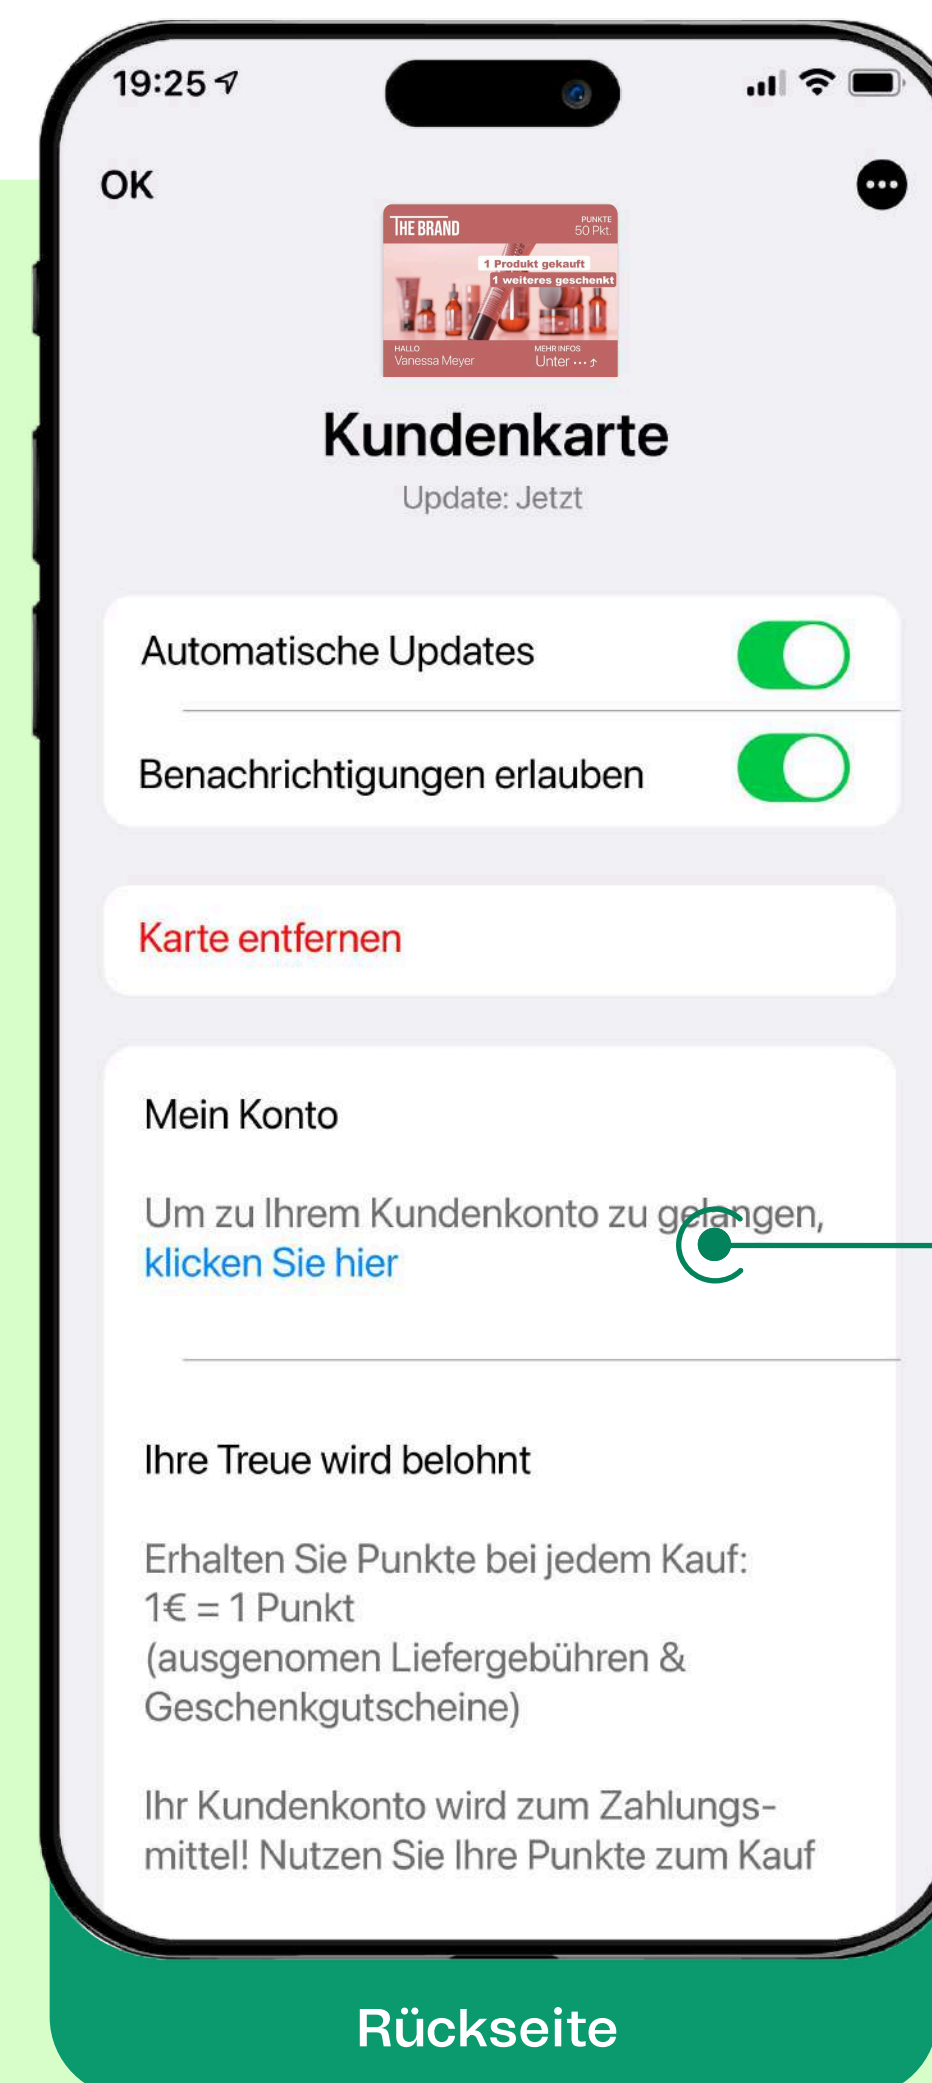 19:25
OK
THE BRAND
PUNKTE
50 Pkt.
1 Produkt gekauft
1 weiteres geschenkt
HALLO
Vanessa Meyer
MEHR INFOS
Unter ··· ↑
Kundenkarte
Update: Jetzt
Automatische Updates
Benachrichtigungen erlauben
Karte entfernen
Mein Konto
Um zu Ihrem Kundenkonto zu gelangen,
klicken Sie hier
Ihre Treue wird belohnt
Erhalten Sie Punkte bei jedem Kauf:
1€ = 1 Punkt
(ausgenomen Liefergebühren &
Geschenkgutscheine)
Ihr Kundenkonto wird zum Zahlungs-
mittel! Nutzen Sie Ihre Punkte zum Kauf
Rückseite